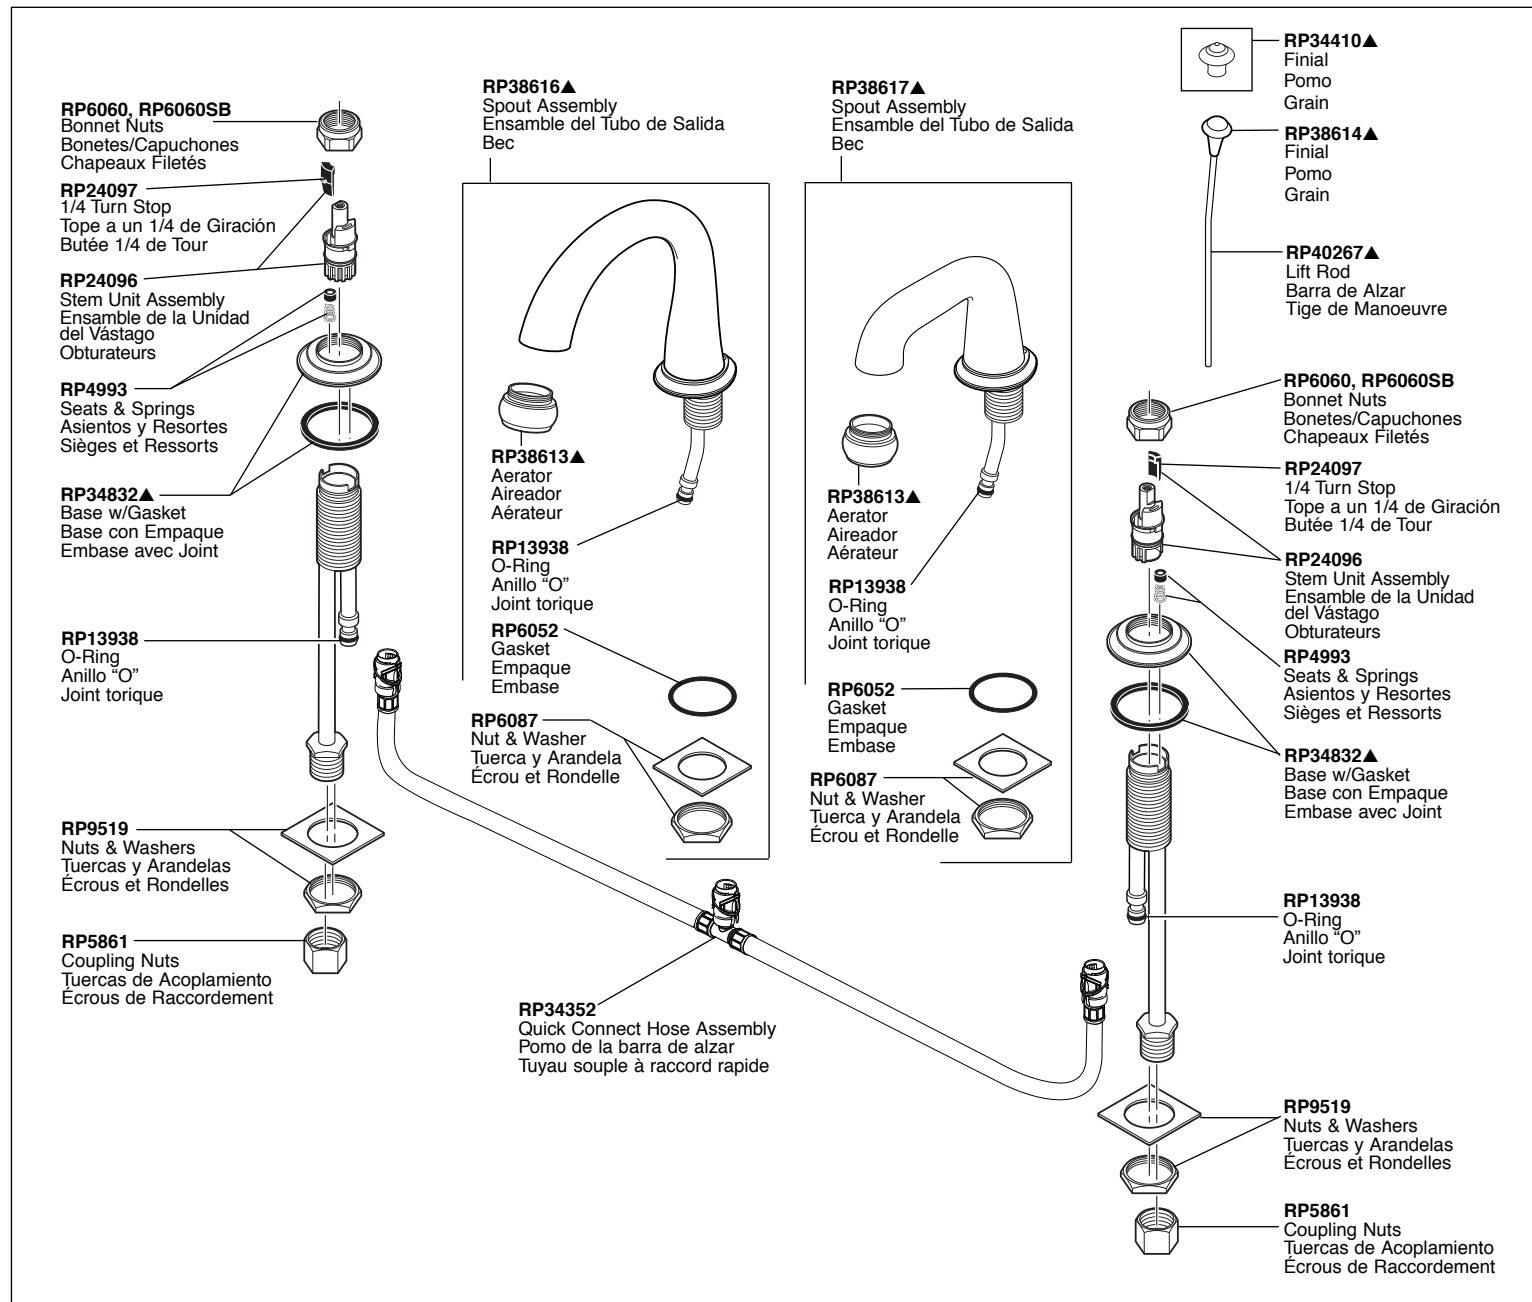 RP6060, RP6060SB
Bonnet Nuts
Bonetes/Capuchones
Chapeaux Filetés
RP24097
1/4 Turn Stop
Tope a un 1/4 de Giración
Butée 1/4 de Tour
RP24096
Stem Unit Assembly
Ensamble de la Unidad
del Vástago
Obturateurs
RP4993
Seats & Springs
Asientos y Resortes
Sièges et Ressorts
RP34832▲
Base w/Gasket
Base con Empaque
Embase avec Joint
RP13938
O-Ring
Anillo “O”
Joint torique
RP9519
Nuts & Washers
Tuercas y Arandelas
Écrous et Rondelles
RP5861
Coupling Nuts
Tuercas de Acoplamiento
Écrous de Raccordement
RP38616▲
Spout Assembly
Ensamble del Tubo de Salida
Bec
RP38613▲
Aerator
Aireador
Aérateur
RP13938
O-Ring
Anillo “O”
Joint torique
RP6052
Gasket
Empaque
Embase
RP6087
Nut & Washer
Tuerca y Arandela
Écrou et Rondelle
RP34352
Quick Connect Hose Assembly
Pomo de la barra de alzar
Tuyau souple à raccord rapide
RP38617▲
Spout Assembly
Ensamble del Tubo de Salida
Bec
RP38613▲
Aerator
Aireador
Aérateur
RP13938
O-Ring
Anillo “O”
Joint torique
RP6052
Gasket
Empaque
Embase
RP6087
Nut & Washer
Tuerca y Arandela
Écrou et Rondelle
RP34410▲
Finial
Pomo
Grain
RP38614▲
Finial
Pomo
Grain
RP40267▲
Lift Rod
Barra de Alzar
Tige de Manoeuvre
RP6060, RP6060SB
Bonnet Nuts
Bonetes/Capuchones
Chapeaux Filetés
RP24097
1/4 Turn Stop
Tope a un 1/4 de Giración
Butée 1/4 de Tour
RP24096
Stem Unit Assembly
Ensamble de la Unidad
del Vástago
Obturateurs
RP4993
Seats & Springs
Asientos y Resortes
Sièges et Ressorts
RP34832▲
Base w/Gasket
Base con Empaque
Embase avec Joint
RP13938
O-Ring
Anillo “O”
Joint torique
RP9519
Nuts & Washers
Tuercas y Arandelas
Écrous et Rondelles
RP5861
Coupling Nuts
Tuercas de Acoplamiento
Écrous de Raccordement